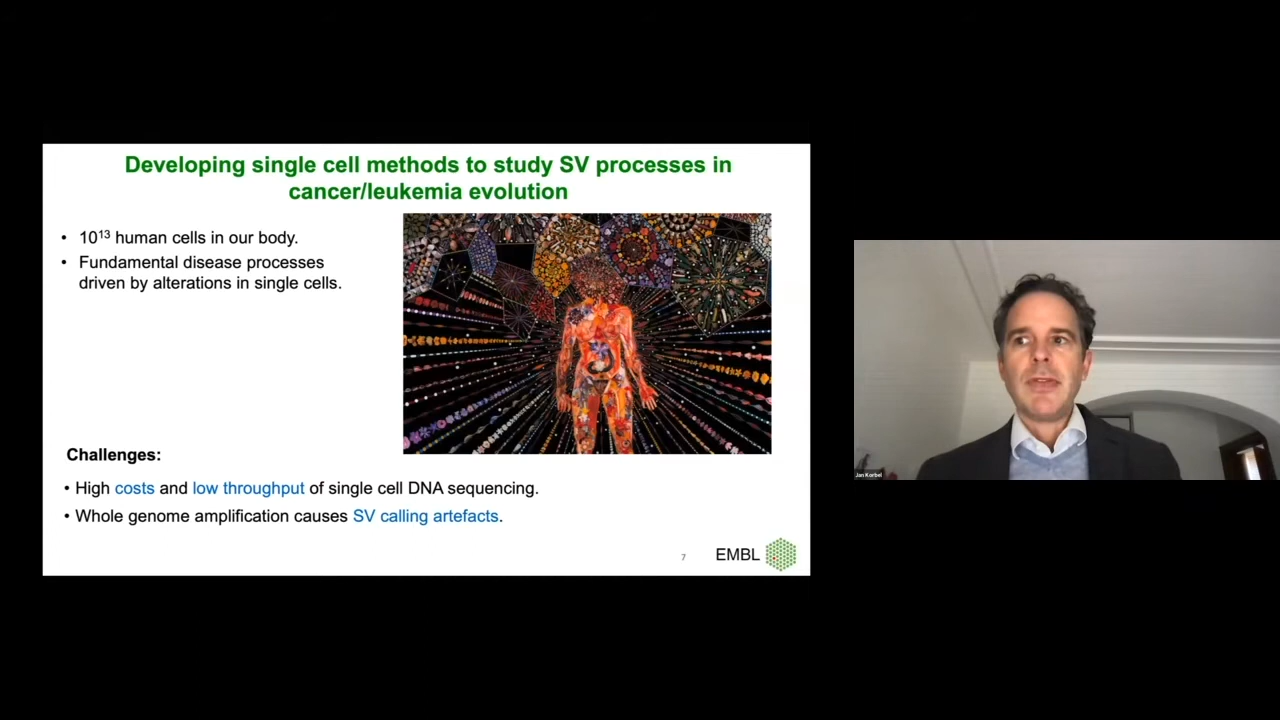 Developing single cell methods to study SV processes in
cancer/leukemia evolution
• 10¹³ human cells in our body.
• Fundamental disease processes
driven by alterations in single cells.
Challenges:
• High costs and low throughput of single cell DNA sequencing.
• Whole genome amplification causes SV calling artefacts.
7
EMBL
Jan Korbel